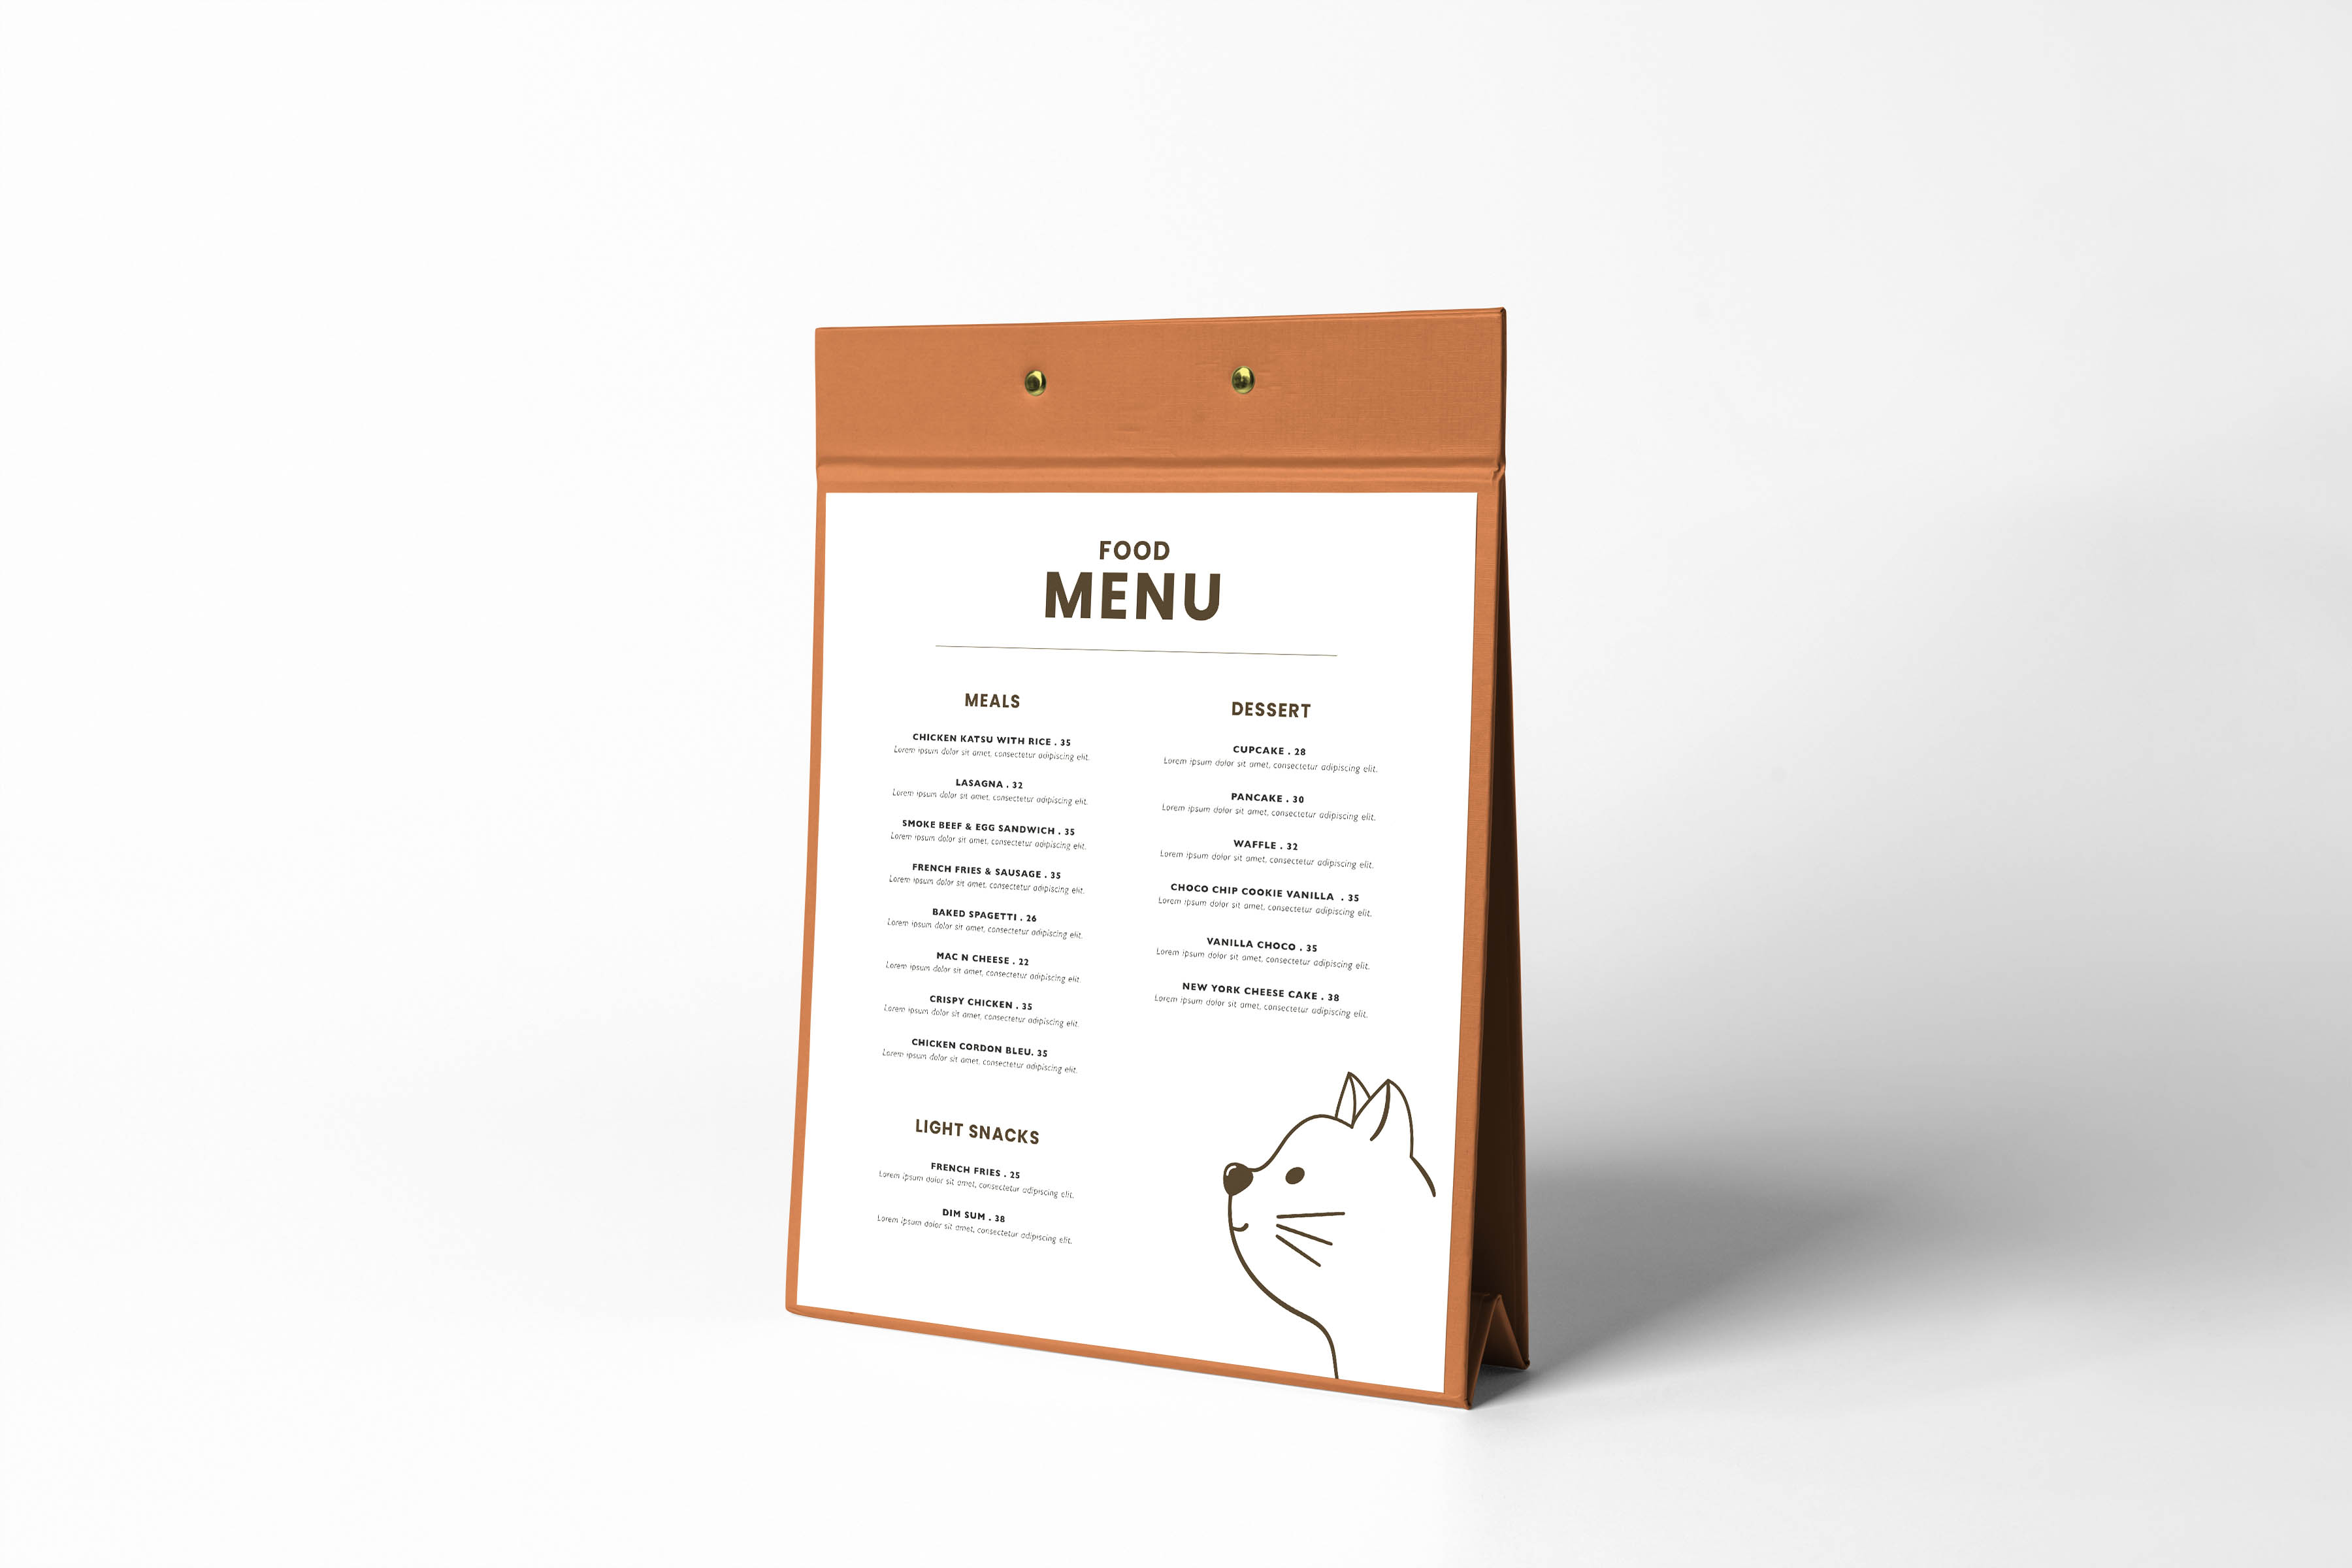 FOOD
MENU
MEALS
CHICKEN KATSU WITH RICE . 35
Lorem ipsum dolor sit amet, consectetur adipiscing elit.
LASAGNA . 32
Lorem ipsum dolor sit amet, consectetur adipiscing elit.
SMOKE BEEF & EGG SANDWICH . 35
Lorem ipsum dolor sit amet, consectetur adipiscing elit.
FRENCH FRIES & SAUSAGE . 35
Lorem ipsum dolor sit amet, consectetur adipiscing elit.
BAKED SPAGETTI . 26
Lorem ipsum dolor sit amet, consectetur adipiscing elit.
MAC N CHEESE . 22
Lorem ipsum dolor sit amet, consectetur adipiscing elit.
CRISPY CHICKEN . 35
Lorem ipsum dolor sit amet, consectetur adipiscing elit.
CHICKEN CORDON BLEU. 35
Lorem ipsum dolor sit amet, consectetur adipiscing elit.
LIGHT SNACKS
FRENCH FRIES . 25
Lorem ipsum dolor sit amet, consectetur adipiscing elit.
DIM SUM . 38
Lorem ipsum dolor sit amet, consectetur adipiscing elit.
DESSERT
CUPCAKE . 28
Lorem ipsum dolor sit amet, consectetur adipiscing elit.
PANCAKE . 30
Lorem ipsum dolor sit amet, consectetur adipiscing elit.
WAFFLE . 32
Lorem ipsum dolor sit amet, consectetur adipiscing elit.
CHOCO CHIP COOKIE VANILLA . 35
Lorem ipsum dolor sit amet, consectetur adipiscing elit.
VANILLA CHOCO . 35
Lorem ipsum dolor sit amet, consectetur adipiscing elit.
NEW YORK CHEESE CAKE . 38
Lorem ipsum dolor sit amet, consectetur adipiscing elit.